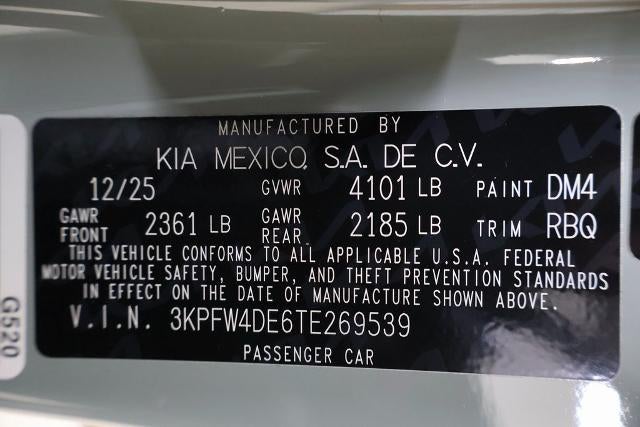 MANUFACTURED BY
KIA MEXICO, S.A. DE C.V.
12/25 GVWR 4101 LB PAINT DM4
GAWR FRONT 2361 LB GAWR REAR 2185 LB TRIM RBQ
THIS VEHICLE CONFORMS TO ALL APPLICABLE U.S.A. FEDERAL
MOTOR VEHICLE SAFETY, BUMPER, AND THEFT PREVENTION STANDARDS
IN EFFECT ON THE DATE OF MANUFACTURE SHOWN ABOVE.
V.I.N. 3KPFW4DE6TE269539
PASSENGER CAR
G520